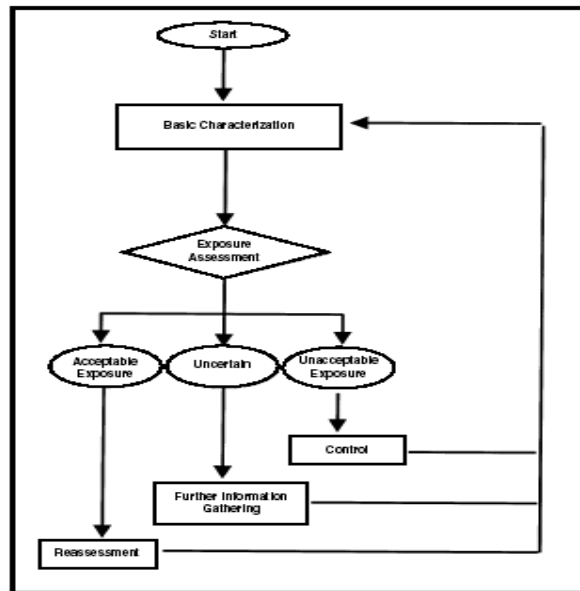 Start
Basic Characterization
Exposure
Assessment
Acceptable
Exposure
Uncertain
Unacceptable
Exposure
Control
Further Information
Gathering
Reassessment